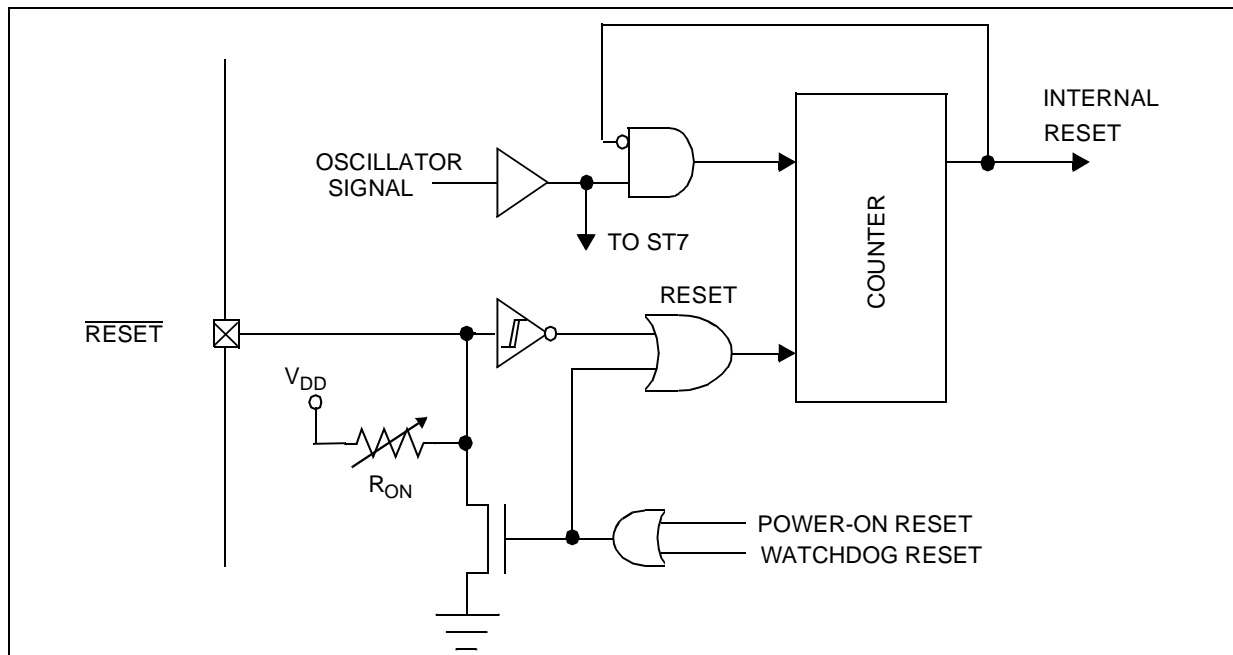 INTERNAL
RESET
OSCILLATOR
SIGNAL
TO ST7
COUNTER
RESET
RESET
VDD
RON
POWER-ON RESET
WATCHDOG RESET